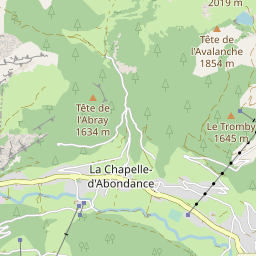 2019 m
Tête de
l'Avalanche
1854 m
Tête de
l'Abray
1634 m
Le Tromby
1645 m
La Chapelle-
d'Abondance